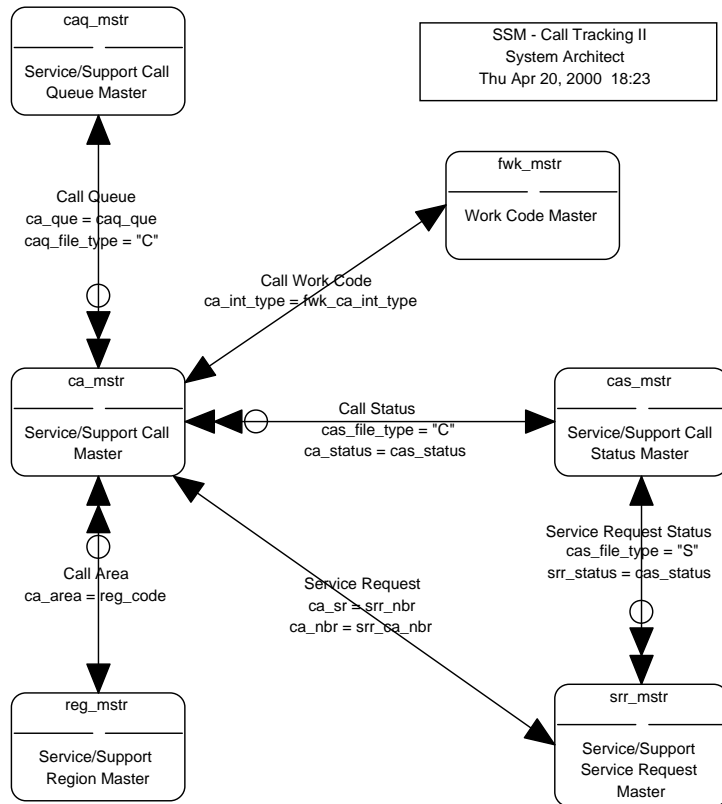 caq_mstr
Service/Support Call
Queue Master
SSM - Call Tracking II
System Architect
Thu Apr 20, 2000  18:23
Call Queue
ca_que = caq_que
caq_file_type = "C"
fwk_mstr
Work Code Master
Call Work Code
ca_int_type = fwk_ca_int_type
ca_mstr
Service/Support Call
Master
Call Status
cas_file_type = "C"
ca_status = cas_status
cas_mstr
Service/Support Call
Status Master
Call Area
ca_area = reg_code
Service Request
ca_sr = srr_nbr
ca_nbr = srr_ca_nbr
Service Request Status
cas_file_type = "S"
srr_status = cas_status
reg_mstr
Service/Support
Region Master
srr_mstr
Service/Support
Service Request
Master